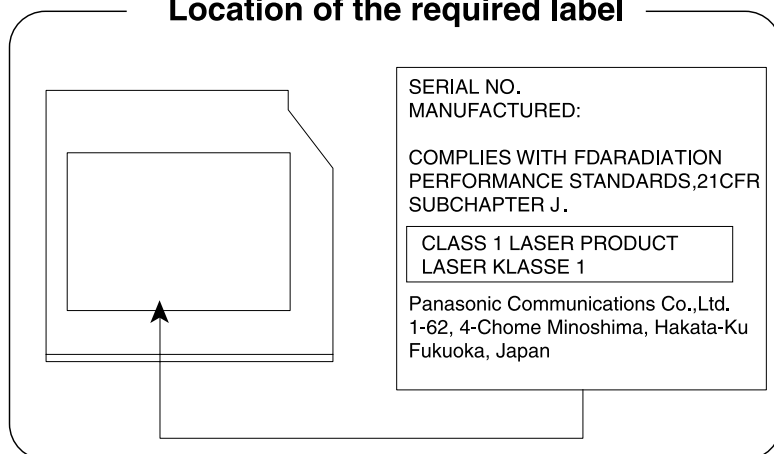 Location of the required label
SERIAL NO.
MANUFACTURED:
COMPLIES WITH FDARADIATION
PERFORMANCE STANDARDS,21CFR
SUBCHAPTER J.
CLASS 1 LASER PRODUCT
LASER KLASSE 1
Panasonic Communications Co.,Ltd.
1-62, 4-Chome Minoshima, Hakata-Ku
Fukuoka, Japan